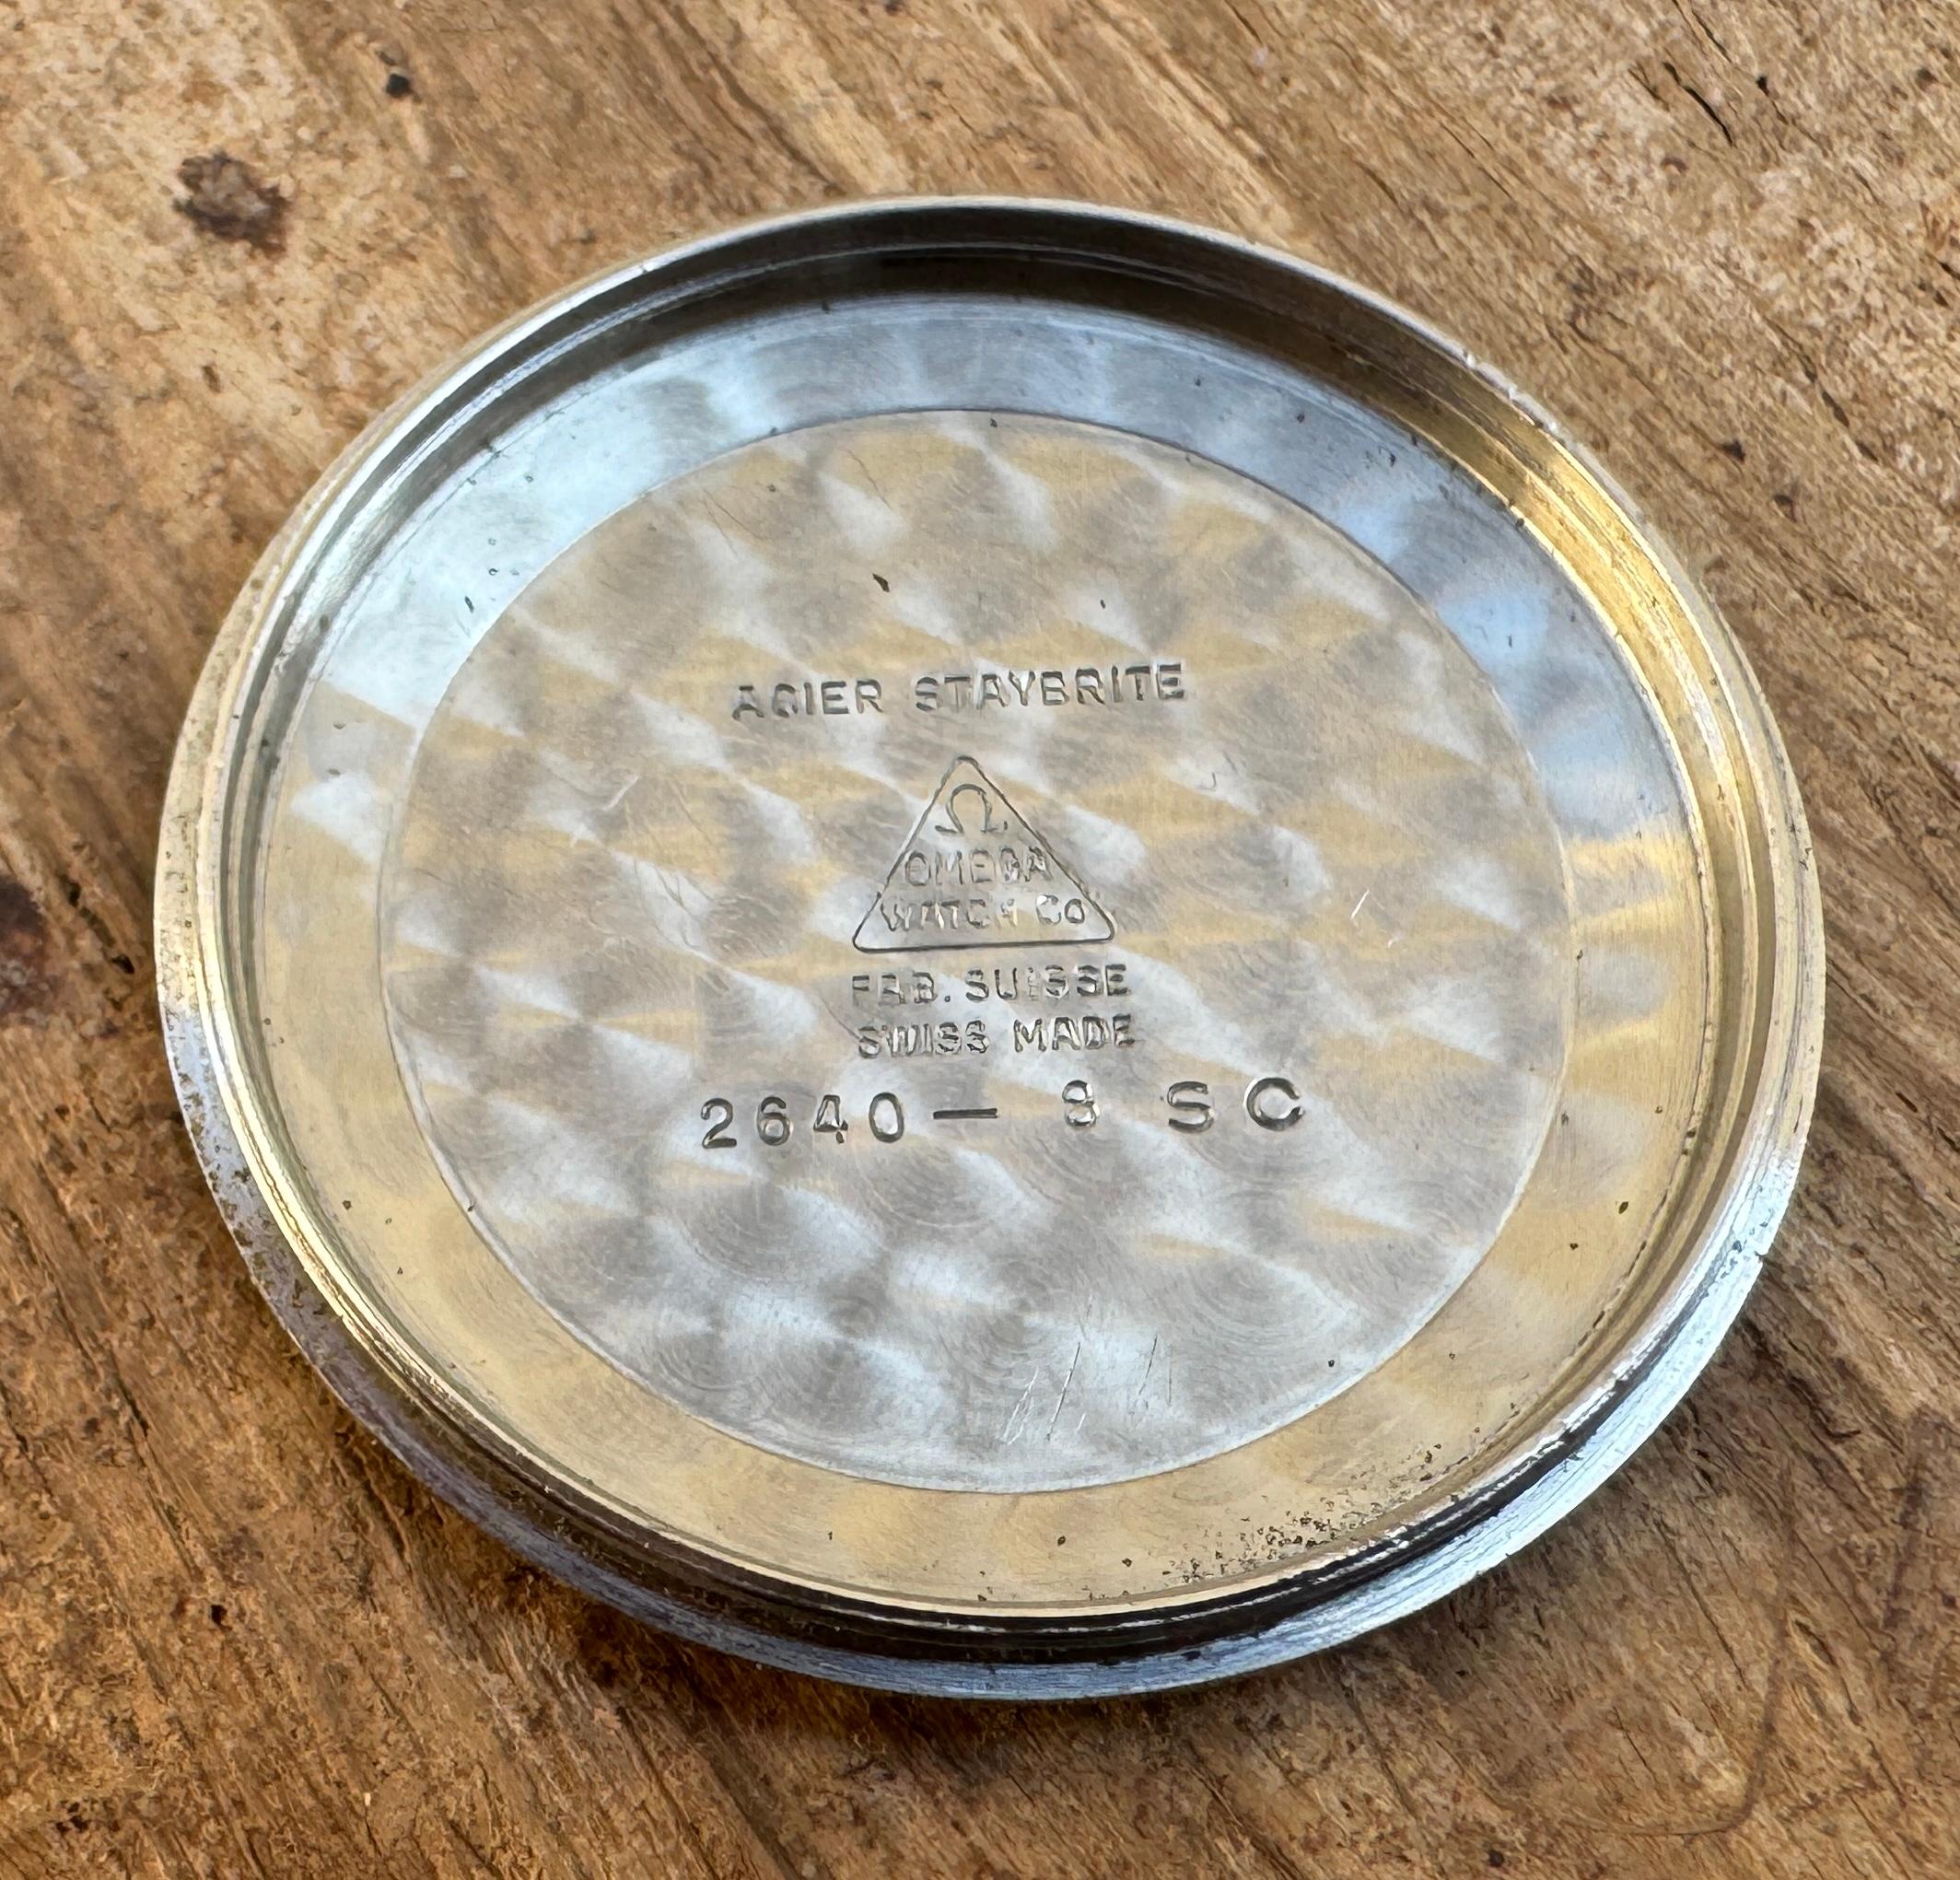 ACIER STAYBRITE
Ω
OMEGA
WATCH Co
FAB. SUISSE
SWISS MADE
2640 — 8 SC